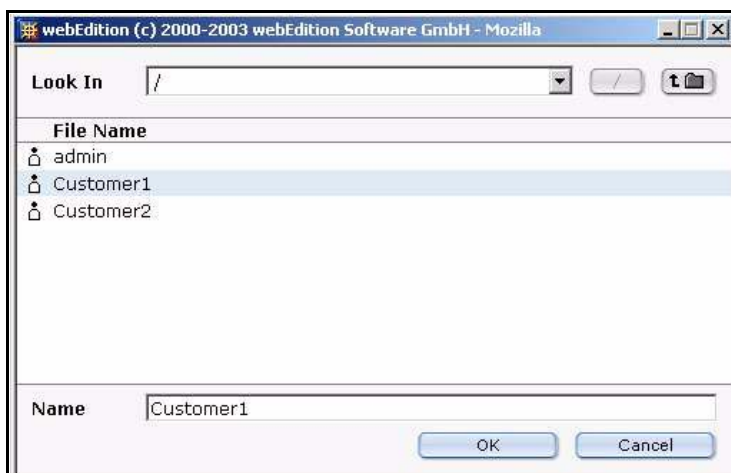 webEdition (c) 2000-2003 webEdition Software GmbH - Mozilla
Look In / /
File Name
admin
Customer1
Customer2
Name Customer1
OK Cancel